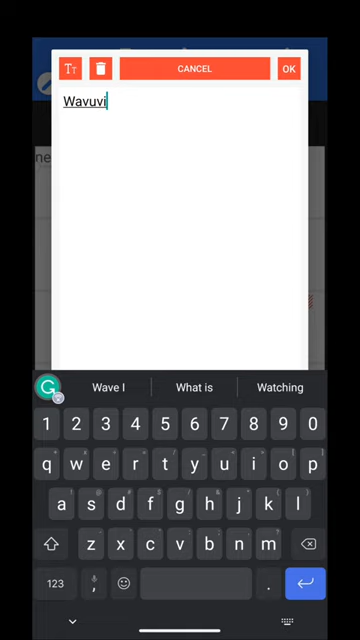 Tт CANCEL OK
Wavuvi
ne
Wave I What is Watching
1 2 3 4 5 6 7 8 9 0
q w e r t y u i o p
a s d f g h j k l
z x c v b n m
123 , .